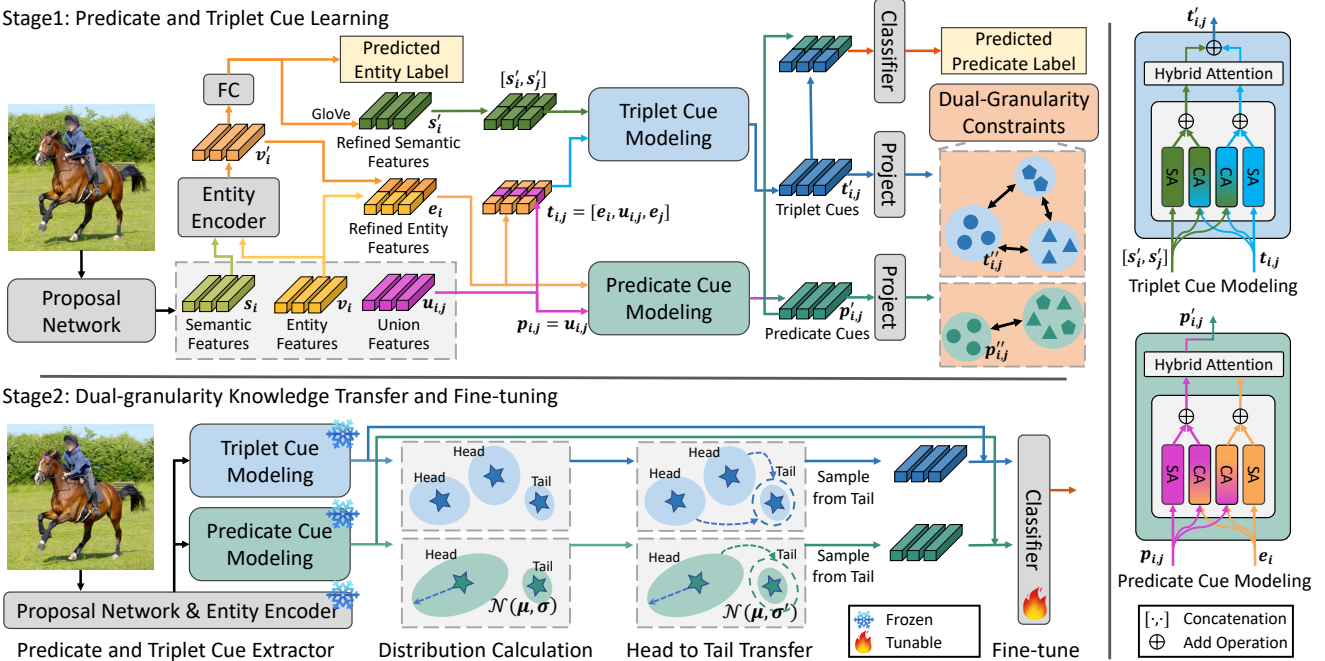 Stage1: Predicate and Triplet Cue Learning
Predicted
Entity Label
FC
GloVe
s′ᵢ
Refined Semantic
Features
[s′ᵢ, s′ⱼ]
v′ᵢ
Entity
Encoder
eᵢ
Refined Entity
Features
tᵢ,ⱼ = [eᵢ, uᵢ,ⱼ, eⱼ]
Proposal
Network
sᵢ
Semantic
Features
vᵢ
Entity
Features
uᵢ,ⱼ
Union
Features
pᵢ,ⱼ = uᵢ,ⱼ
Triplet Cue
Modeling
Predicate Cue
Modeling
Classifier
Predicted
Predicate Label
Dual-Granularity
Constraints
t′ᵢ,ⱼ
Triplet Cues
Project
t′′ᵢ,ⱼ
p′ᵢ,ⱼ
Predicate Cues
Project
p′′ᵢ,ⱼ
Stage2: Dual-granularity Knowledge Transfer and Fine-tuning
Triplet Cue
Modeling
Predicate Cue
Modeling
Proposal Network & Entity Encoder
Predicate and Triplet Cue Extractor
Head
Head
Tail
Head
Tail
𝒩(μ, σ)
Distribution Calculation
Head
Head
Tail
Head
Tail
𝒩(μ, σ′)
Head to Tail Transfer
Sample
from Tail
Sample
from Tail
Frozen
Tunable
Classifier
Fine-tune
t′ᵢ,ⱼ
⊕
Hybrid Attention
⊕ ⊕
SA CA CA SA
[s′ᵢ, s′ⱼ] tᵢ,ⱼ
Triplet Cue Modeling
p′ᵢ,ⱼ
Hybrid Attention
⊕ ⊕
SA CA CA SA
pᵢ,ⱼ eᵢ
Predicate Cue Modeling
[·,·] Concatenation
⊕ Add Operation